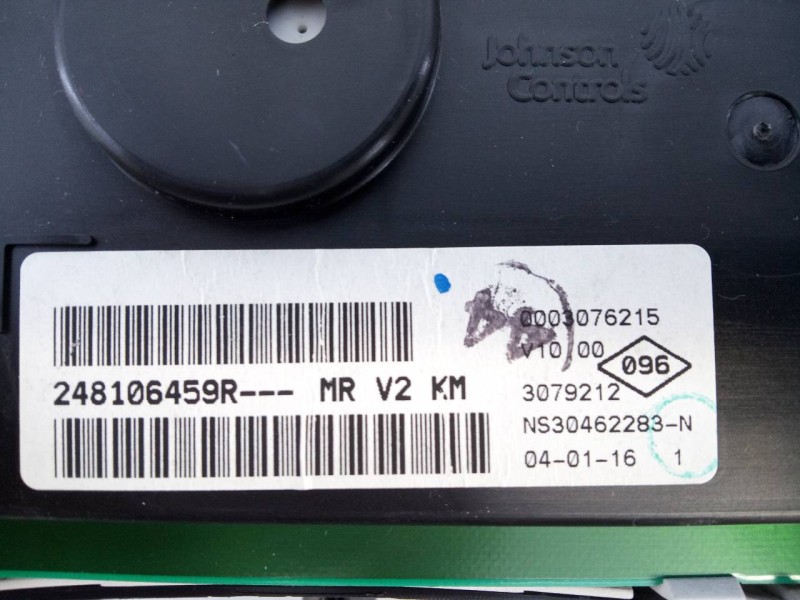 Johnson
Controls
0003076215
V10 00
096
248106459R--- MR V2 KM
3079212
NS30462283-N
04-01-16 1